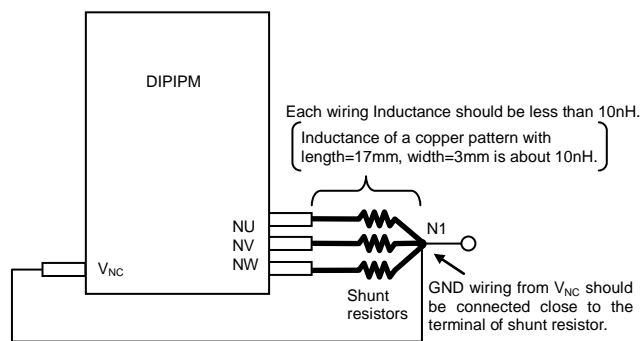 DIPIPM
Each wiring Inductance should be less than 10nH.
Inductance of a copper pattern with
length=17mm, width=3mm is about 10nH.
NU
NV
NW
N1
VNC
Shunt
resistors
GND wiring from VNC should
be connected close to the
terminal of shunt resistor.